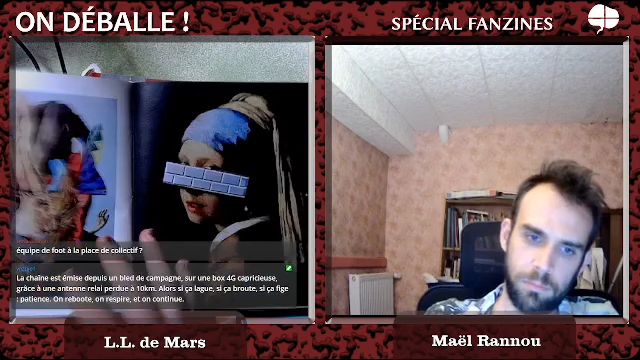 ON DÉBALLE !
SPÉCIAL FANZINES
équipe de foot à la place de collectif ?
La chaîne est émise depuis un bled de campagne, sur une box 4G capricieuse,
grâce à une antenne relai perdue à 10km. Alors si ça lague, si ça broute, si ça fige
: patience. On reboote, on respire, et on continue.
L.L. de Mars
Maël Rannou